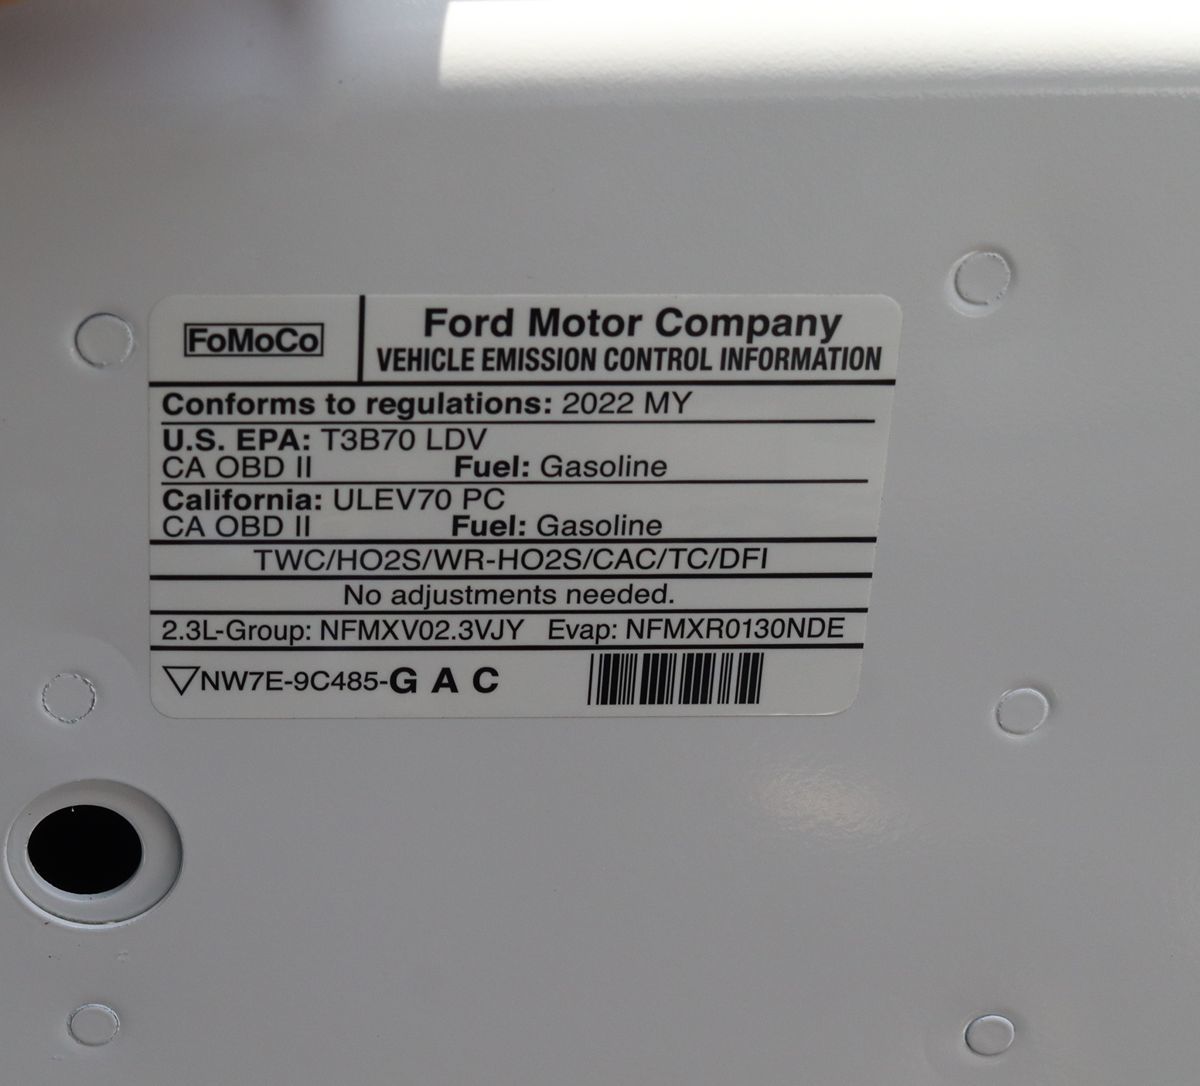 FoMoCo
Ford Motor Company
VEHICLE EMISSION CONTROL INFORMATION
Conforms to regulations: 2022 MY
U.S. EPA: T3B70 LDV
CA OBD II Fuel: Gasoline
California: ULEV70 PC
CA OBD II Fuel: Gasoline
TWC/HO2S/WR-HO2S/CAC/TC/DFI
No adjustments needed.
2.3L-Group: NFMXV02.3VJY Evap: NFMXR0130NDE
▽NW7E-9C485-G A C